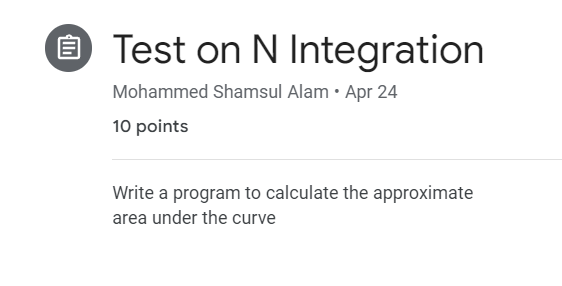 Test on N Integration
Mohammed Shamsul Alam • Apr 24
10 points
Write a program to calculate the approximate
area under the curve